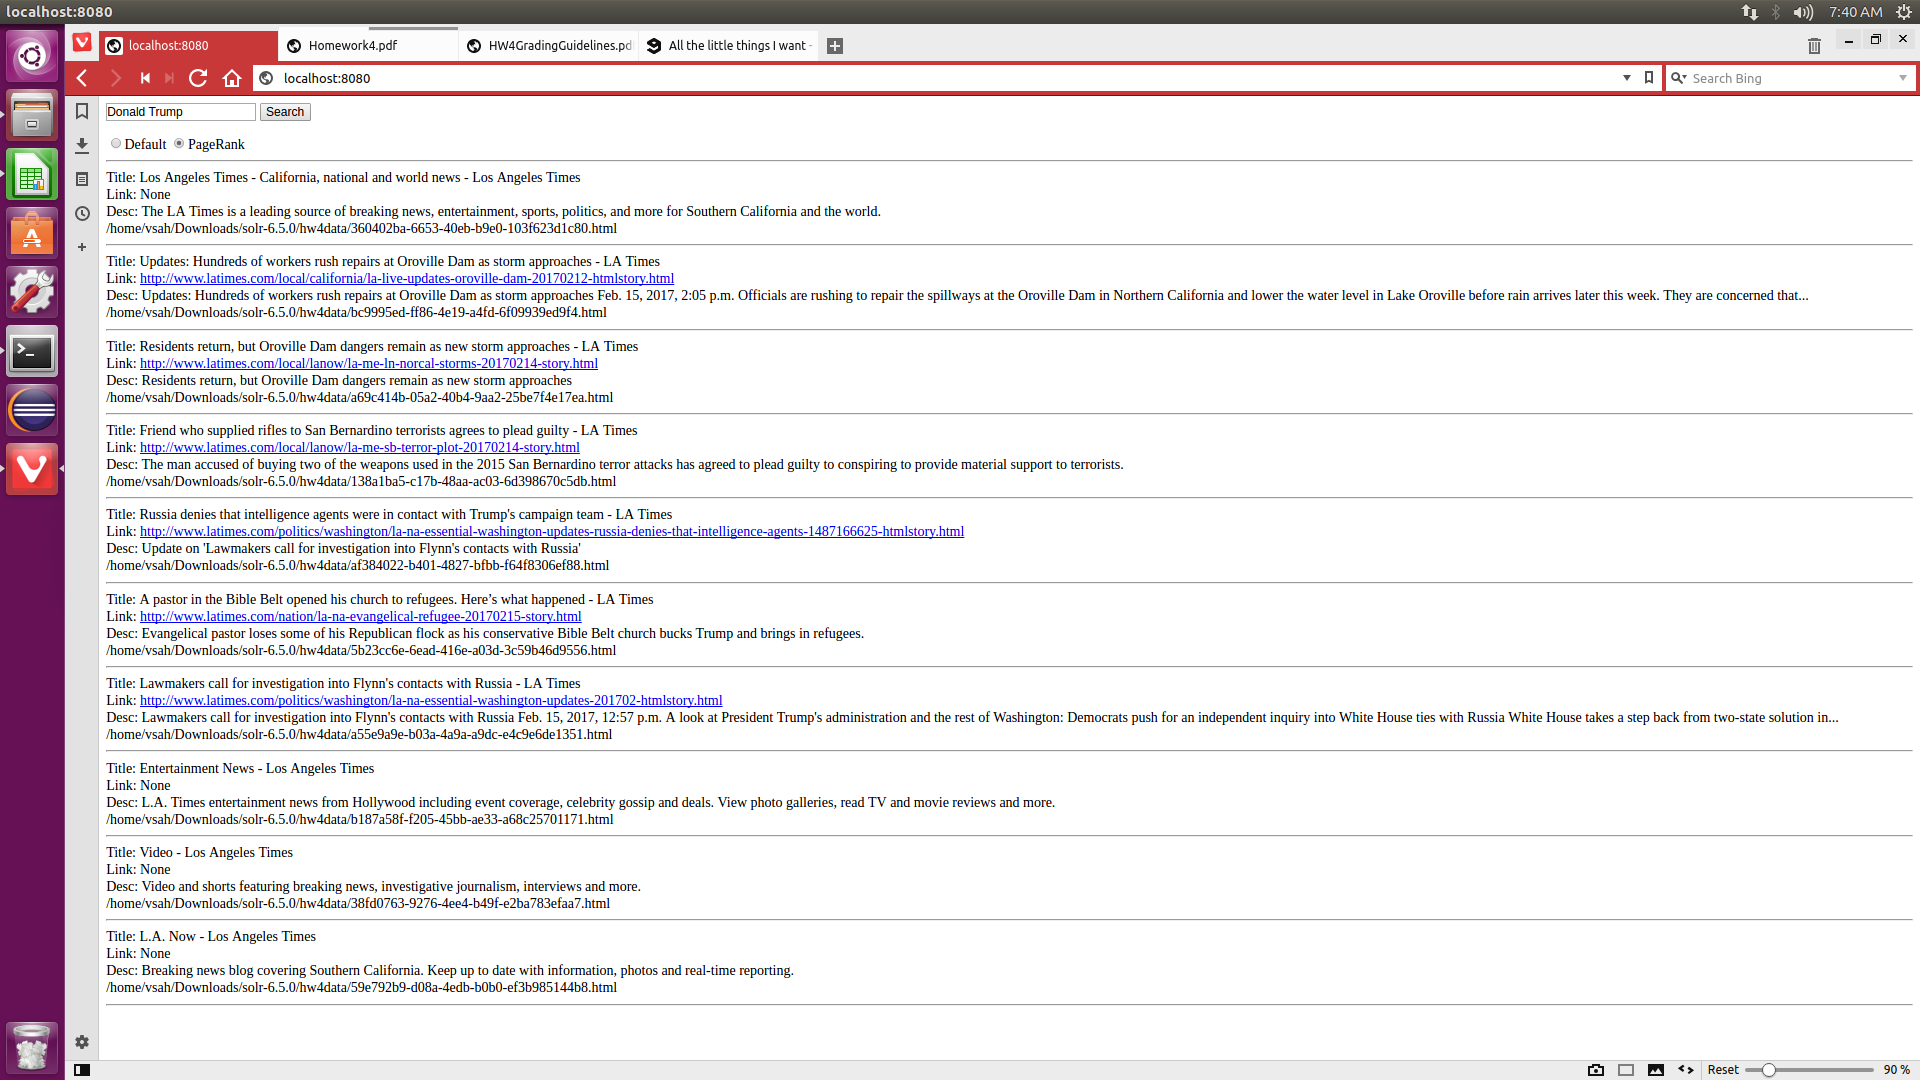 localhost:8080
7:40 AM
localhost:8080
Homework4.pdf
HW4GradingGuidelines.pd
All the little things I want
localhost:8080
Search Bing
Donald Trump Search
Default PageRank
Title: Los Angeles Times - California, national and world news - Los Angeles Times
Link: None
Desc: The LA Times is a leading source of breaking news, entertainment, sports, politics, and more for Southern California and the world.
/home/vsah/Downloads/solr-6.5.0/hw4data/360402ba-6653-40eb-b9e0-103f623d1c80.html
Title: Updates: Hundreds of workers rush repairs at Oroville Dam as storm approaches - LA Times
Link: http://www.latimes.com/local/california/la-live-updates-oroville-dam-20170212-htmlstory.html
Desc: Updates: Hundreds of workers rush repairs at Oroville Dam as storm approaches Feb. 15, 2017, 2:05 p.m. Officials are rushing to repair the spillways at the Oroville Dam in Northern California and lower the water level in Lake Oroville before rain arrives later this week. They are concerned that...
/home/vsah/Downloads/solr-6.5.0/hw4data/bc9995ed-ff86-4e19-a4fd-6f09939ed9f4.html
Title: Residents return, but Oroville Dam dangers remain as new storm approaches - LA Times
Link: http://www.latimes.com/local/lanow/la-me-ln-norcal-storms-20170214-story.html
Desc: Residents return, but Oroville Dam dangers remain as new storm approaches
/home/vsah/Downloads/solr-6.5.0/hw4data/a69c414b-05a2-40b4-9aa2-25be7f4e17ea.html
Title: Friend who supplied rifles to San Bernardino terrorists agrees to plead guilty - LA Times
Link: http://www.latimes.com/local/lanow/la-me-sb-terror-plot-20170214-story.html
Desc: The man accused of buying two of the weapons used in the 2015 San Bernardino terror attacks has agreed to plead guilty to conspiring to provide material support to terrorists.
/home/vsah/Downloads/solr-6.5.0/hw4data/138a1ba5-c17b-48aa-ac03-6d398670c5db.html
Title: Russia denies that intelligence agents were in contact with Trump's campaign team - LA Times
Link: http://www.latimes.com/politics/washington/la-na-essential-washington-updates-russia-denies-that-intelligence-agents-1487166625-htmlstory.html
Desc: Update on 'Lawmakers call for investigation into Flynn's contacts with Russia'
/home/vsah/Downloads/solr-6.5.0/hw4data/af384022-b401-4827-bfbb-f64f8306ef88.html
Title: A pastor in the Bible Belt opened his church to refugees. Here’s what happened - LA Times
Link: http://www.latimes.com/nation/la-na-evangelical-refugee-20170215-story.html
Desc: Evangelical pastor loses some of his Republican flock as his conservative Bible Belt church bucks Trump and brings in refugees.
/home/vsah/Downloads/solr-6.5.0/hw4data/5b23cc6e-6ead-416e-a03d-3c59b46d9556.html
Title: Lawmakers call for investigation into Flynn's contacts with Russia - LA Times
Link: http://www.latimes.com/politics/washington/la-na-essential-washington-updates-201702-htmlstory.html
Desc: Lawmakers call for investigation into Flynn's contacts with Russia Feb. 15, 2017, 12:57 p.m. A look at President Trump's administration and the rest of Washington: Democrats push for an independent inquiry into White House ties with Russia White House takes a step back from two-state solution in...
/home/vsah/Downloads/solr-6.5.0/hw4data/a55e9a9e-b03a-4a9a-a9dc-e4c9e6de1351.html
Title: Entertainment News - Los Angeles Times
Link: None
Desc: L.A. Times entertainment news from Hollywood including event coverage, celebrity gossip and deals. View photo galleries, read TV and movie reviews and more.
/home/vsah/Downloads/solr-6.5.0/hw4data/b187a58f-f205-45bb-ae33-a68c25701171.html
Title: Video - Los Angeles Times
Link: None
Desc: Video and shorts featuring breaking news, investigative journalism, interviews and more.
/home/vsah/Downloads/solr-6.5.0/hw4data/38fd0763-9276-4ee4-b49f-e2ba783efaa7.html
Title: L.A. Now - Los Angeles Times
Link: None
Desc: Breaking news blog covering Southern California. Keep up to date with information, photos and real-time reporting.
/home/vsah/Downloads/solr-6.5.0/hw4data/59e792b9-d08a-4edb-b0b0-ef3b985144b8.html
Reset 90 %